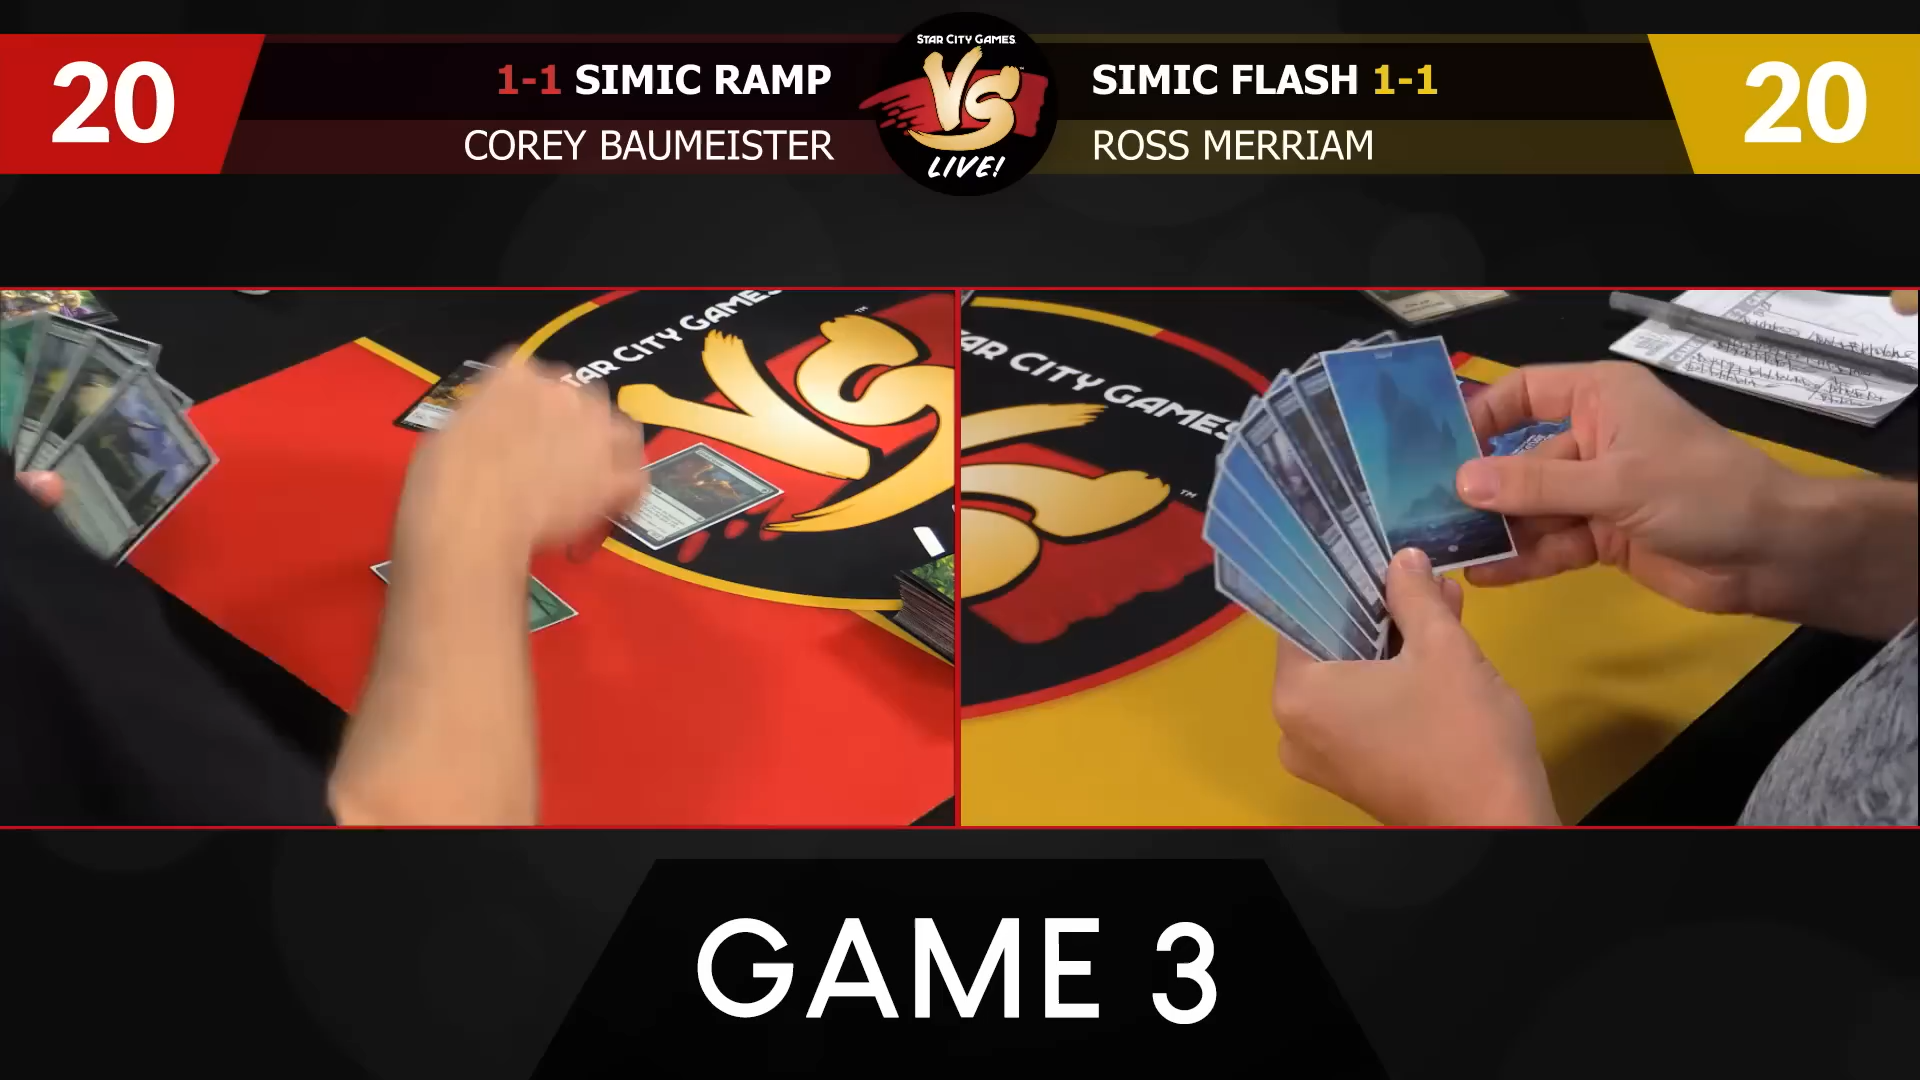 20
1-1 SIMIC RAMP
COREY BAUMEISTER
STAR CITY GAMES
VS
LIVE!
SIMIC FLASH 1-1
ROSS MERRIAM
20
STAR CITY GAMES
VS
STAR CITY GAMES
GAME 3